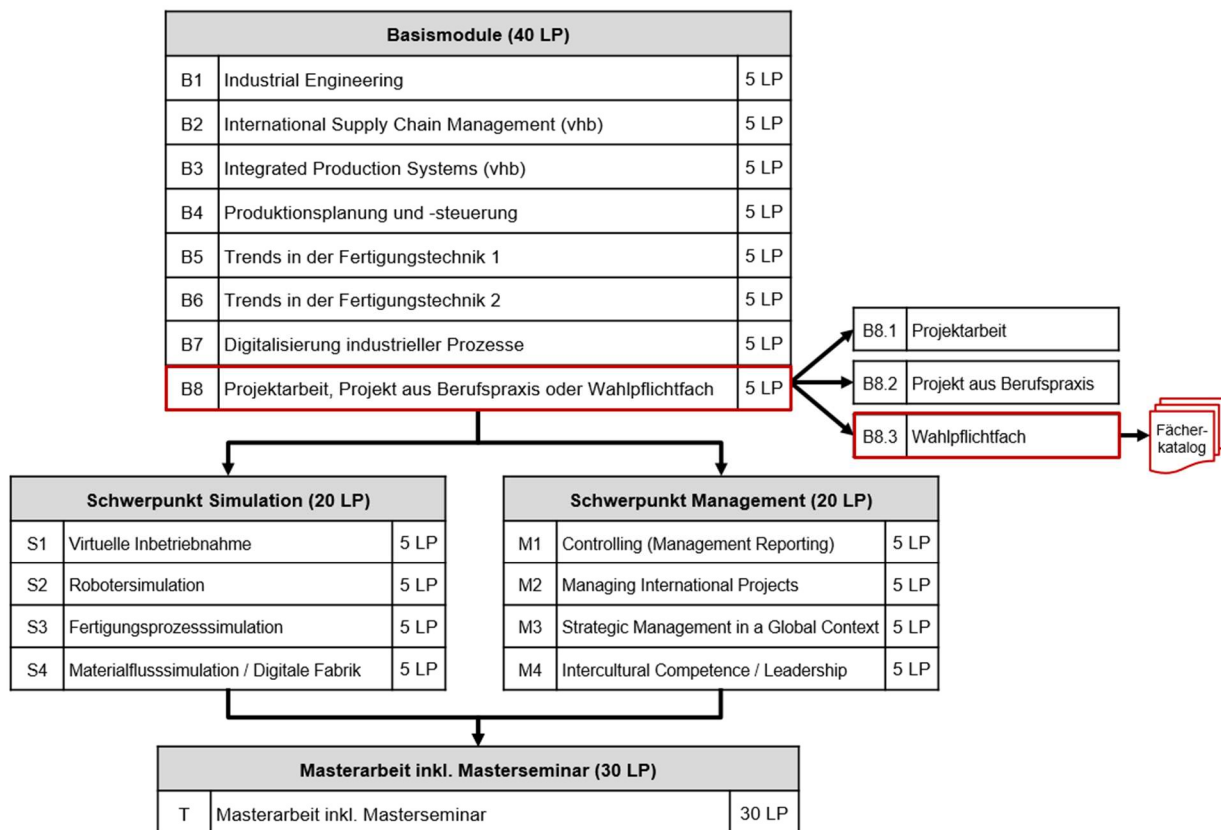 Basismodule (40 LP)
B1 Industrial Engineering 5 LP
B2 International Supply Chain Management (vhb) 5 LP
B3 Integrated Production Systems (vhb) 5 LP
B4 Produktionsplanung und -steuerung 5 LP
B5 Trends in der Fertigungstechnik 1 5 LP
B6 Trends in der Fertigungstechnik 2 5 LP
B7 Digitalisierung industrieller Prozesse 5 LP
B8 Projektarbeit, Projekt aus Berufspraxis oder Wahlpflichtfach 5 LP
B8.1 Projektarbeit
B8.2 Projekt aus Berufspraxis
B8.3 Wahlpflichtfach
Fächer-
katalog
Schwerpunkt Simulation (20 LP)
S1 Virtuelle Inbetriebnahme 5 LP
S2 Robotersimulation 5 LP
S3 Fertigungsprozesssimulation 5 LP
S4 Materialflusssimulation / Digitale Fabrik 5 LP
Schwerpunkt Management (20 LP)
M1 Controlling (Management Reporting) 5 LP
M2 Managing International Projects 5 LP
M3 Strategic Management in a Global Context 5 LP
M4 Intercultural Competence / Leadership 5 LP
Masterarbeit inkl. Masterseminar (30 LP)
T Masterarbeit inkl. Masterseminar 30 LP